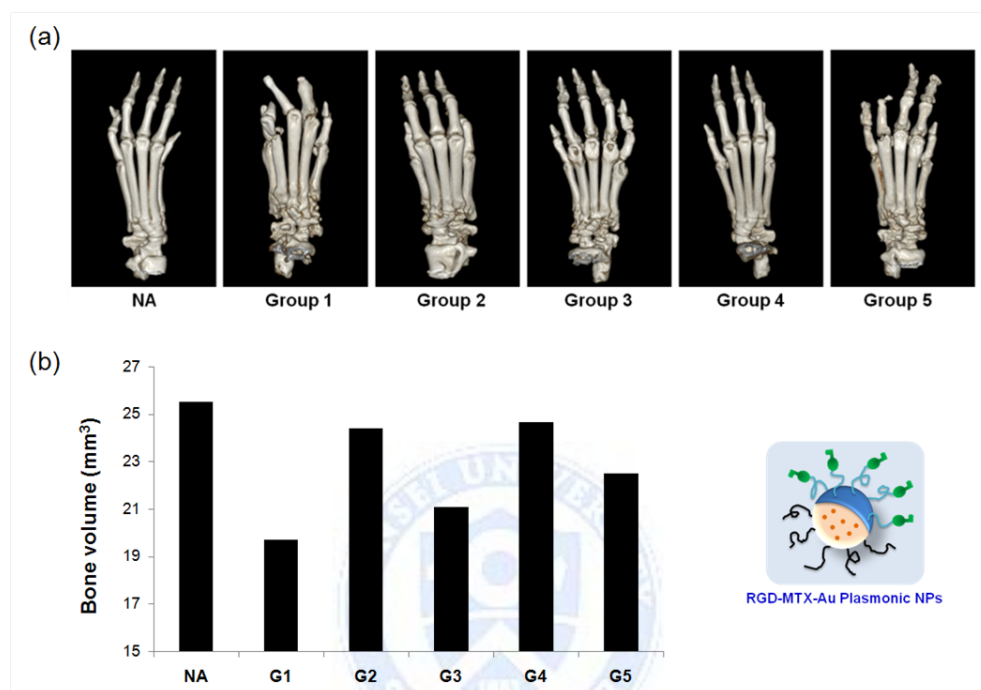 (a)
NA Group 1 Group 2 Group 3 Group 4 Group 5
(b)
Bone volume (mm³)
27
25
23
21
19
17
15
NA G1 G2 G3 G4 G5
RGD-MTX-Au Plasmonic NPs